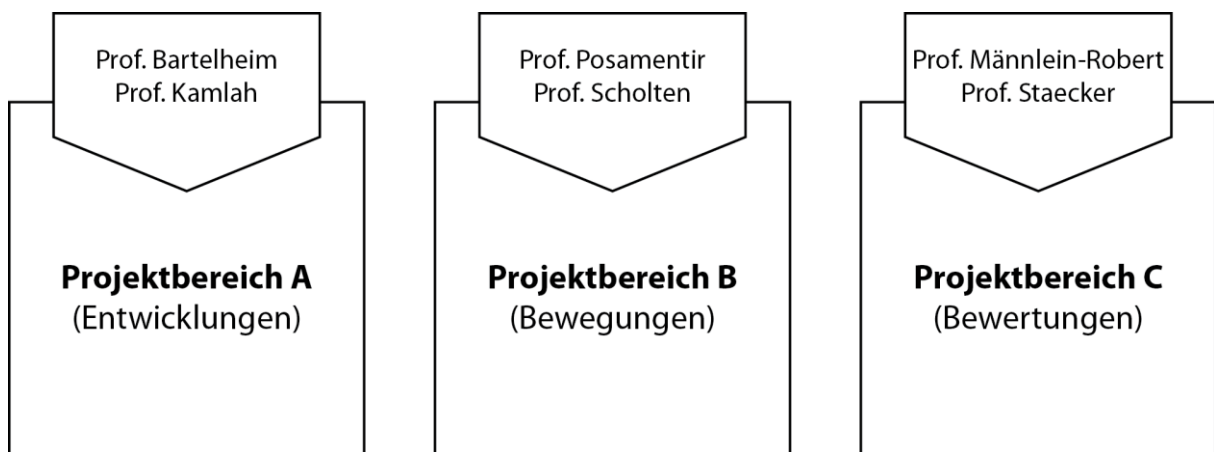 Prof. Bartelheim
Prof. Kamlah
Projektbereich A
(Entwicklungen)
Prof. Posamentir
Prof. Scholten
Projektbereich B
(Bewegungen)
Prof. Männlein-Robert
Prof. Staecker
Projektbereich C
(Bewertungen)